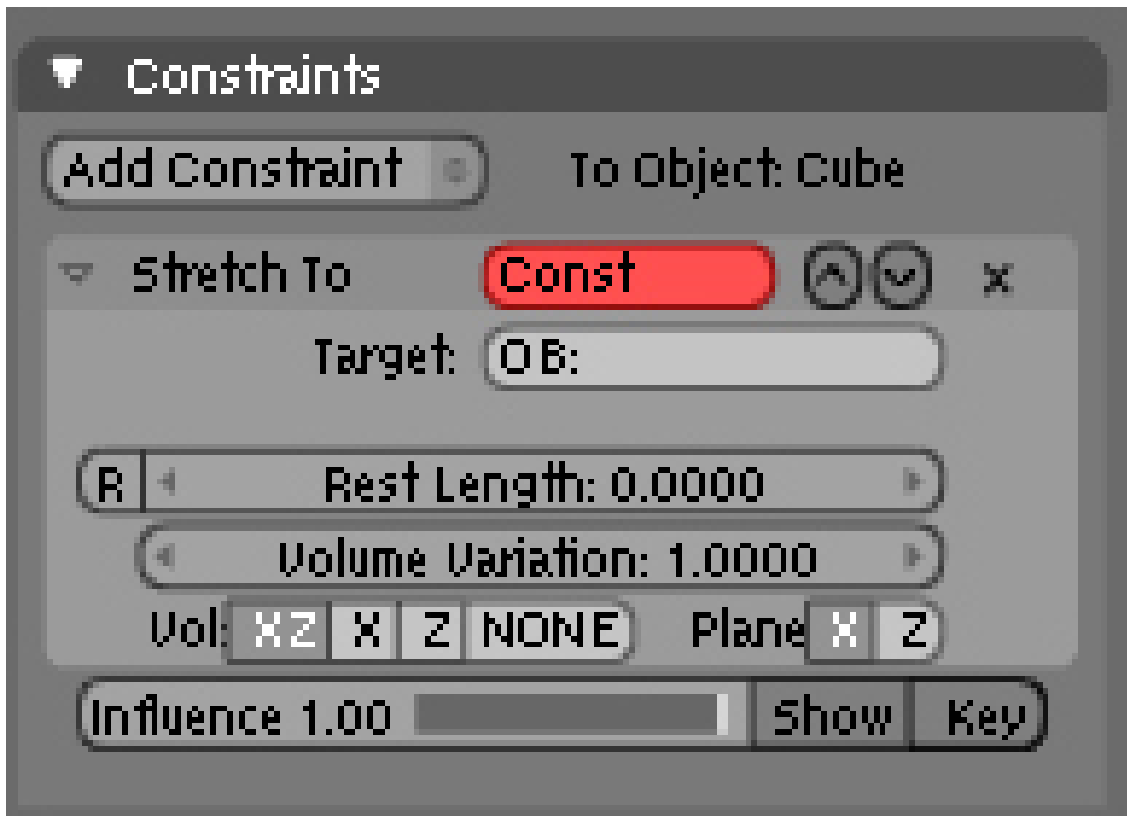 Constraints
Add Constraint To Object: Cube
Stretch To Const x
Target: OB:
R Rest Length: 0.0000
Volume Variation: 1.0000
Vol: XZ X Z NONE Plane X Z
Influence 1.00 Show Key